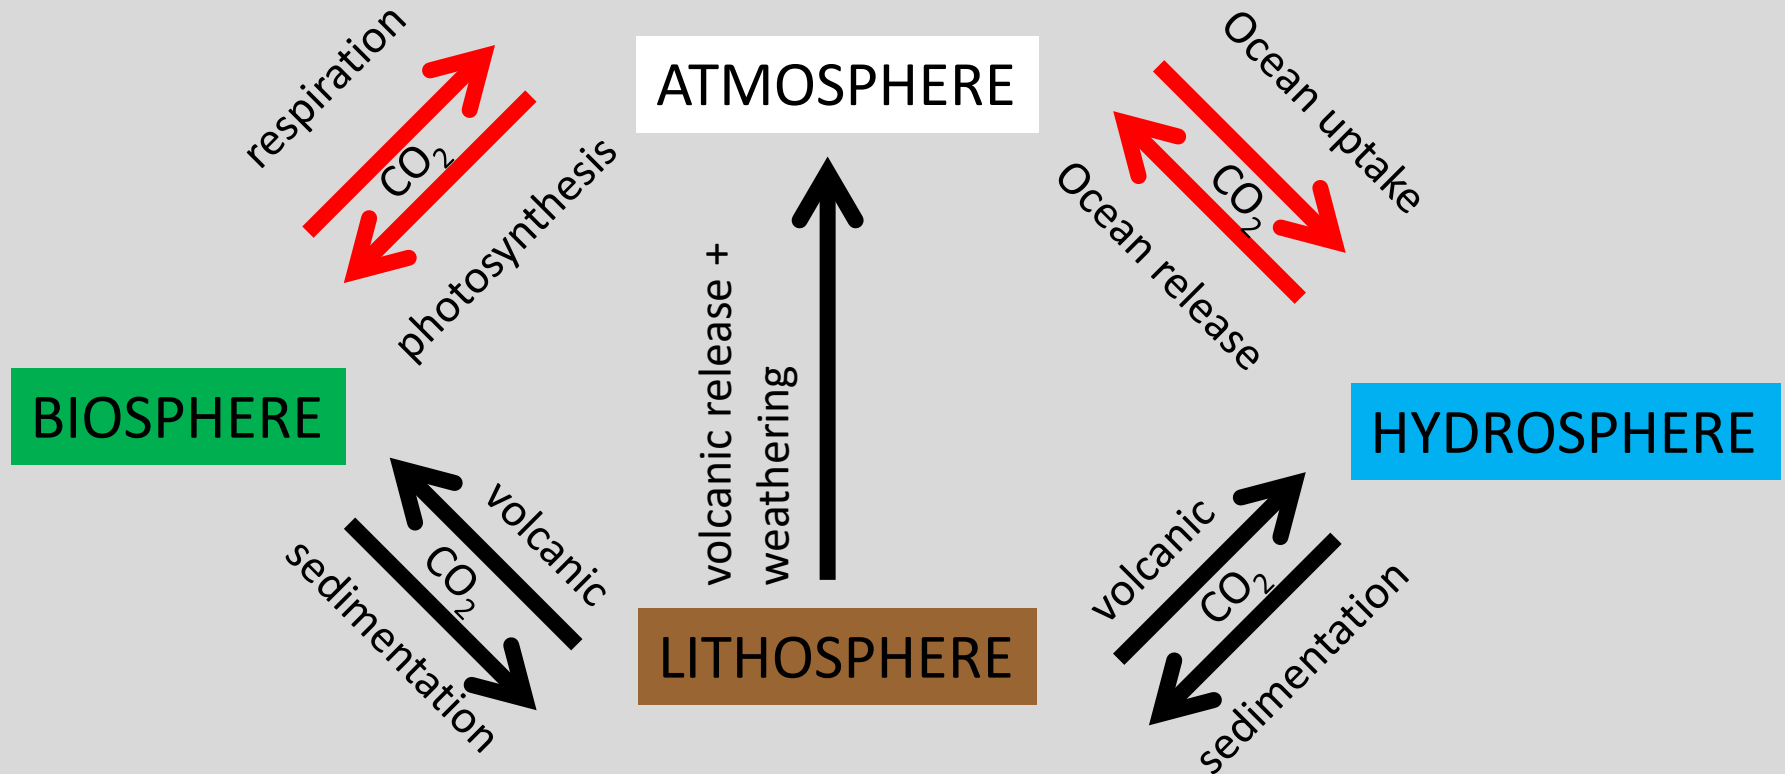 respiration
CO₂
photosynthesis
ATMOSPHERE
Ocean uptake
CO₂
Ocean release
volcanic release +
weathering
BIOSPHERE
HYDROSPHERE
volcanic
CO₂
sedimentation
LITHOSPHERE
volcanic
CO₂
sedimentation